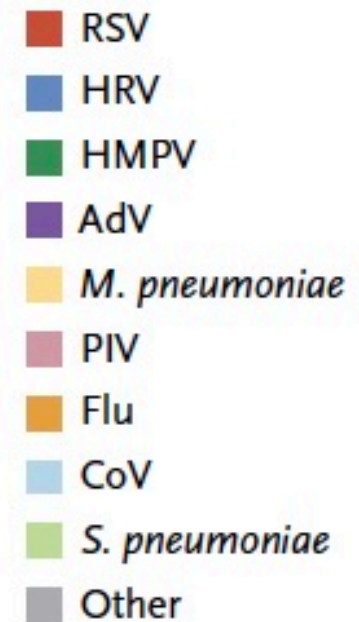 RSV
HRV
HMPV
AdV
M. pneumoniae
PIV
Flu
CoV
S. pneumoniae
Other